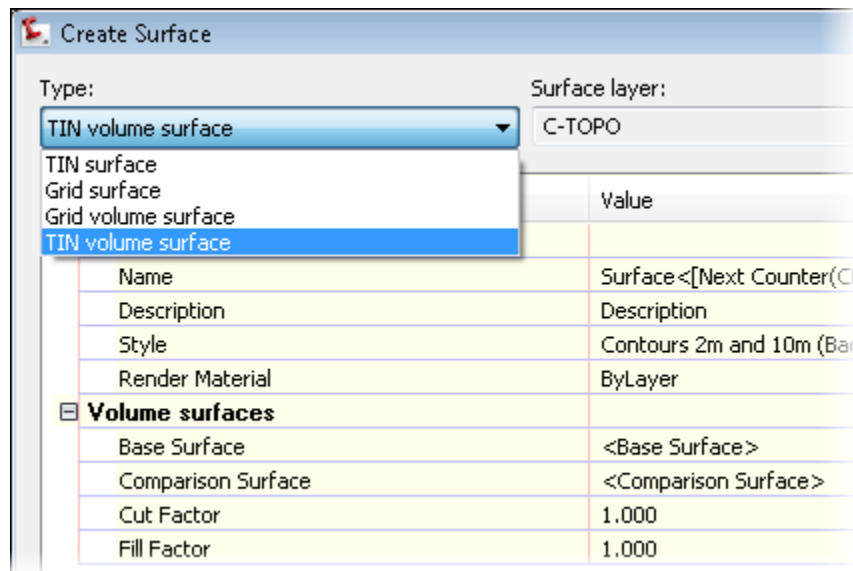 Create Surface
Type:
Surface layer:
TIN volume surface
C-TOPO
TIN surface
Grid surface
Grid volume surface
TIN volume surface
Value
Name
Surface<[Next Counter(C
Description
Description
Style
Contours 2m and 10m (Ba
Render Material
ByLayer
Volume surfaces
Base Surface
<Base Surface>
Comparison Surface
<Comparison Surface>
Cut Factor
1.000
Fill Factor
1.000